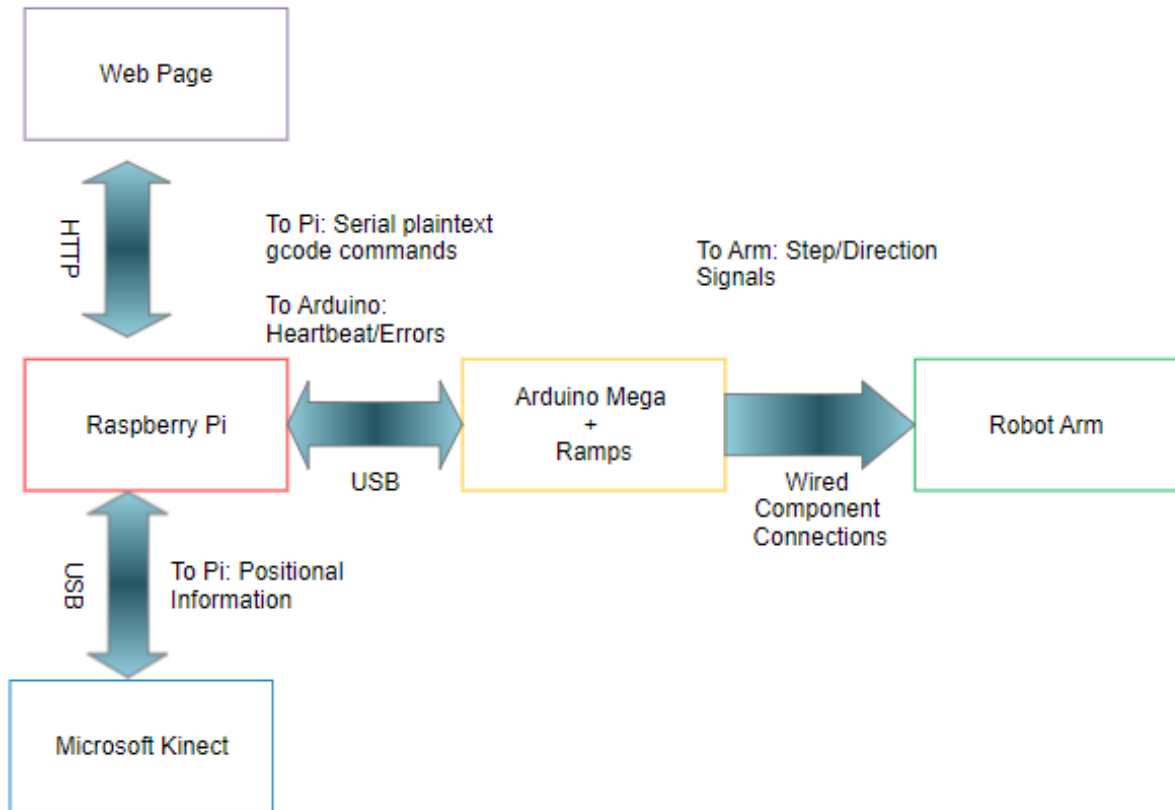 Web Page
HTTP
To Pi: Serial plaintext
gcode commands
To Arduino:
Heartbeat/Errors
To Arm: Step/Direction
Signals
Raspberry Pi
USB
Arduino Mega
+
Ramps
Wired
Component
Connections
Robot Arm
USB
To Pi: Positional
Information
Microsoft Kinect